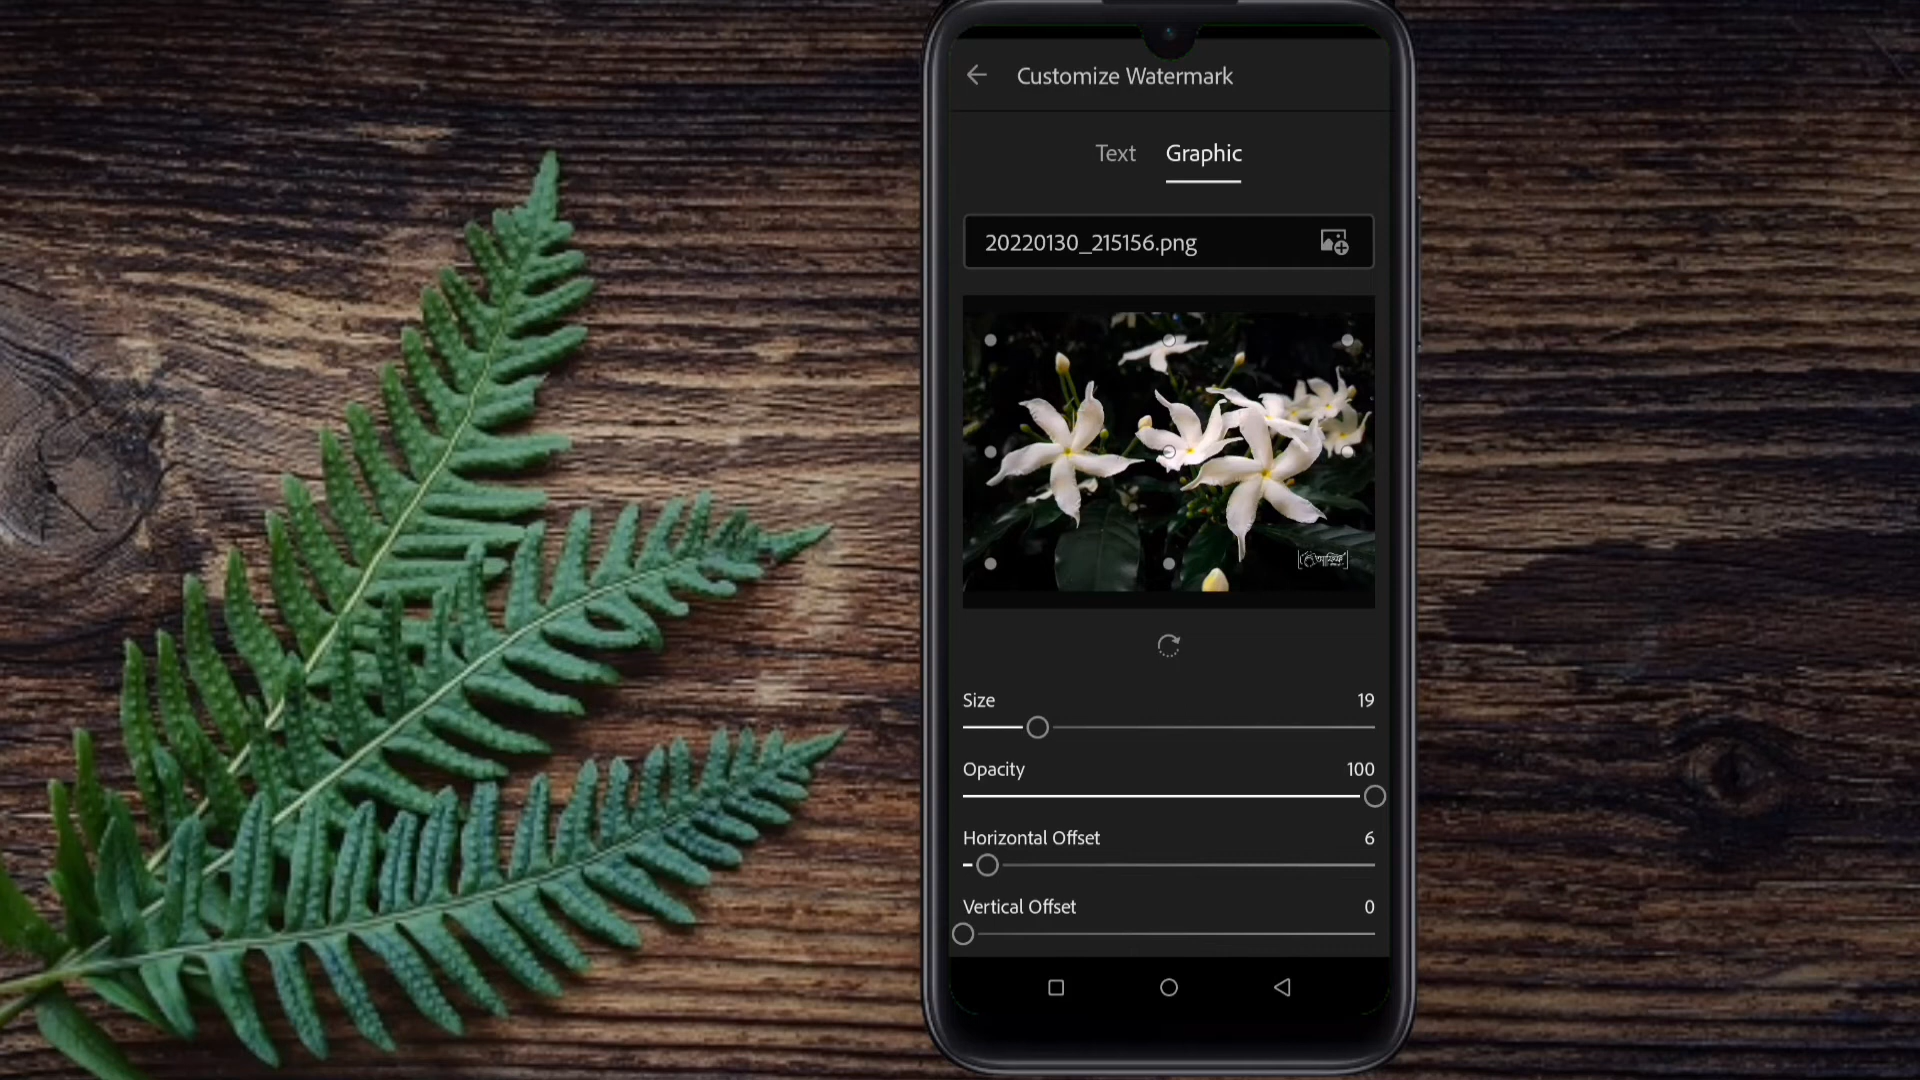 Customize Watermark
Text Graphic
20220130_215156.png
Size 19
Opacity 100
Horizontal Offset 6
Vertical Offset 0